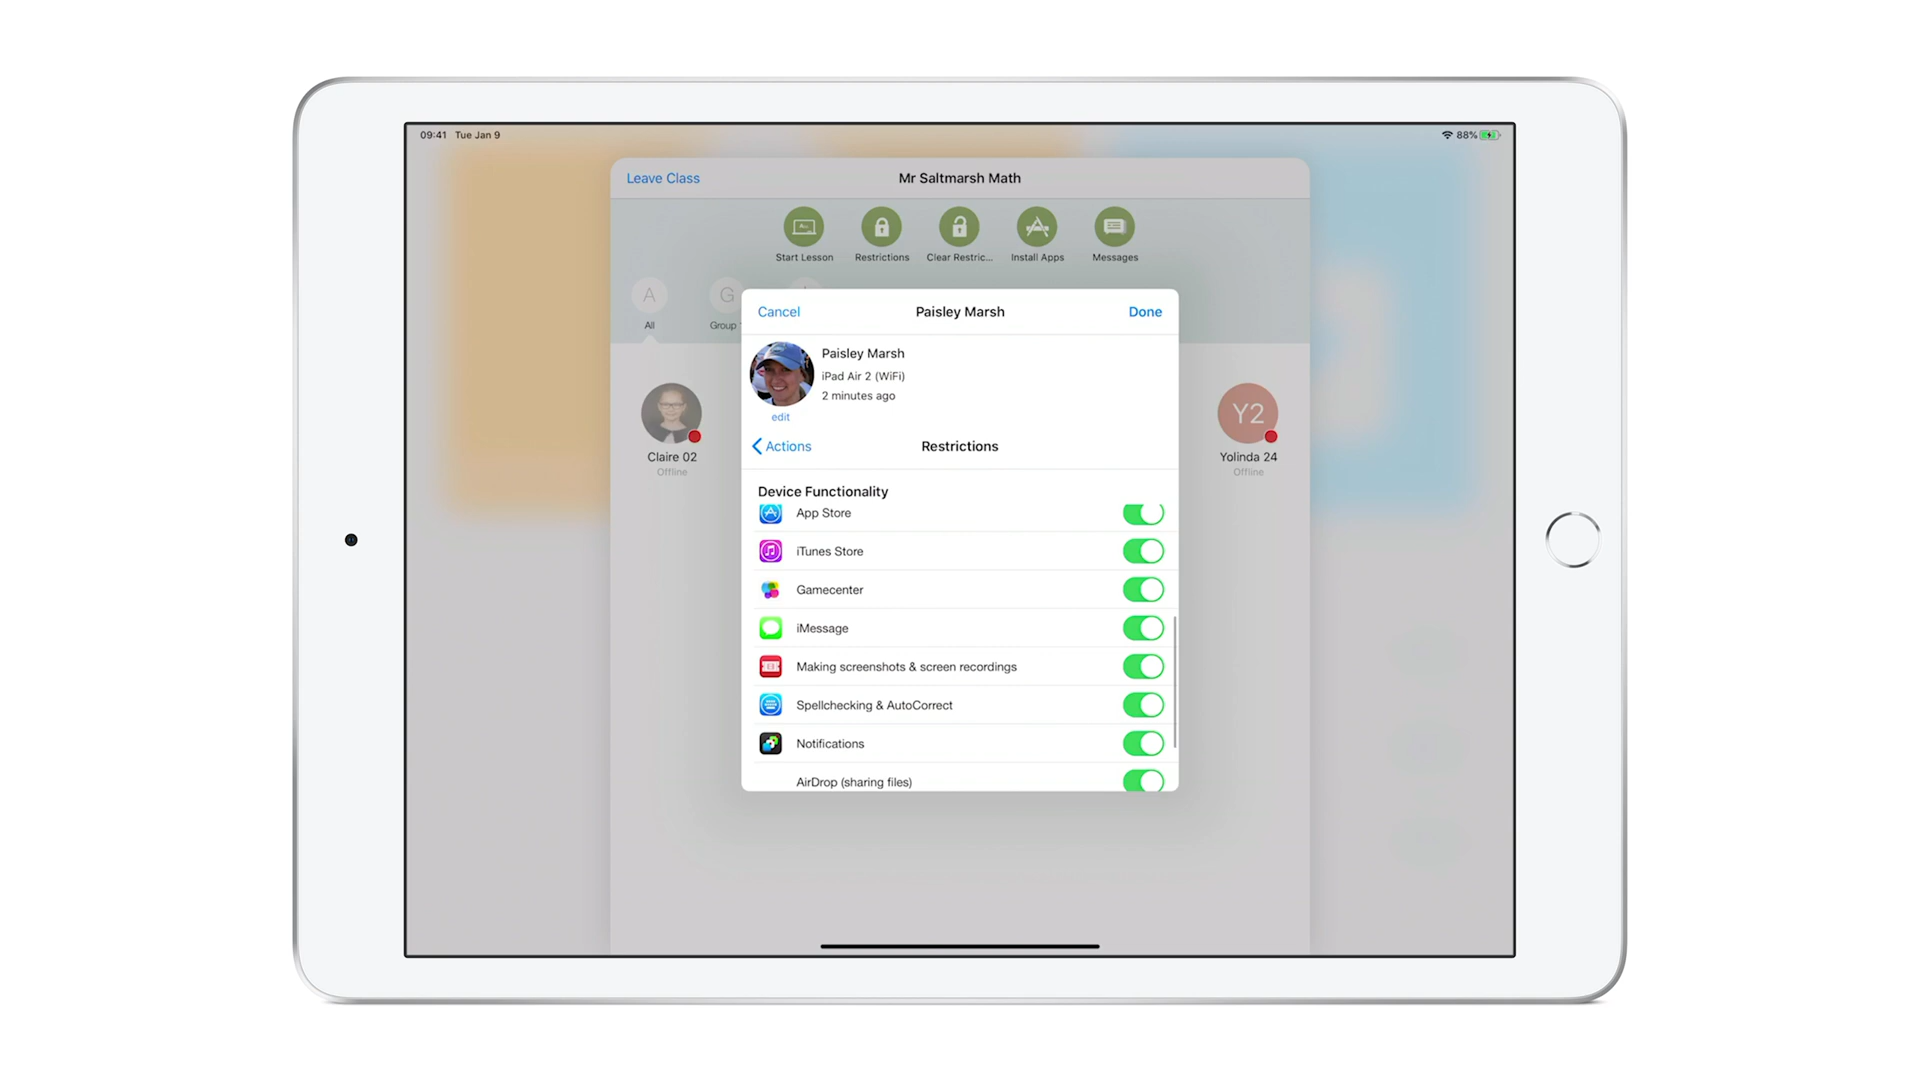 09:41 Tue Jan 9
88%
Leave Class
Mr Saltmarsh Math
Start Lesson
Restrictions
Clear Restric...
Install Apps
Messages
A
G
All
Group
Cancel
Paisley Marsh
Done
Paisley Marsh
iPad Air 2 (WiFi)
2 minutes ago
edit
Actions
Restrictions
Claire 02
Offline
Y2
Yolinda 24
Offline
Device Functionality
App Store
iTunes Store
Gamecenter
iMessage
Making screenshots & screen recordings
Spellchecking & AutoCorrect
Notifications
AirDrop (sharing files)